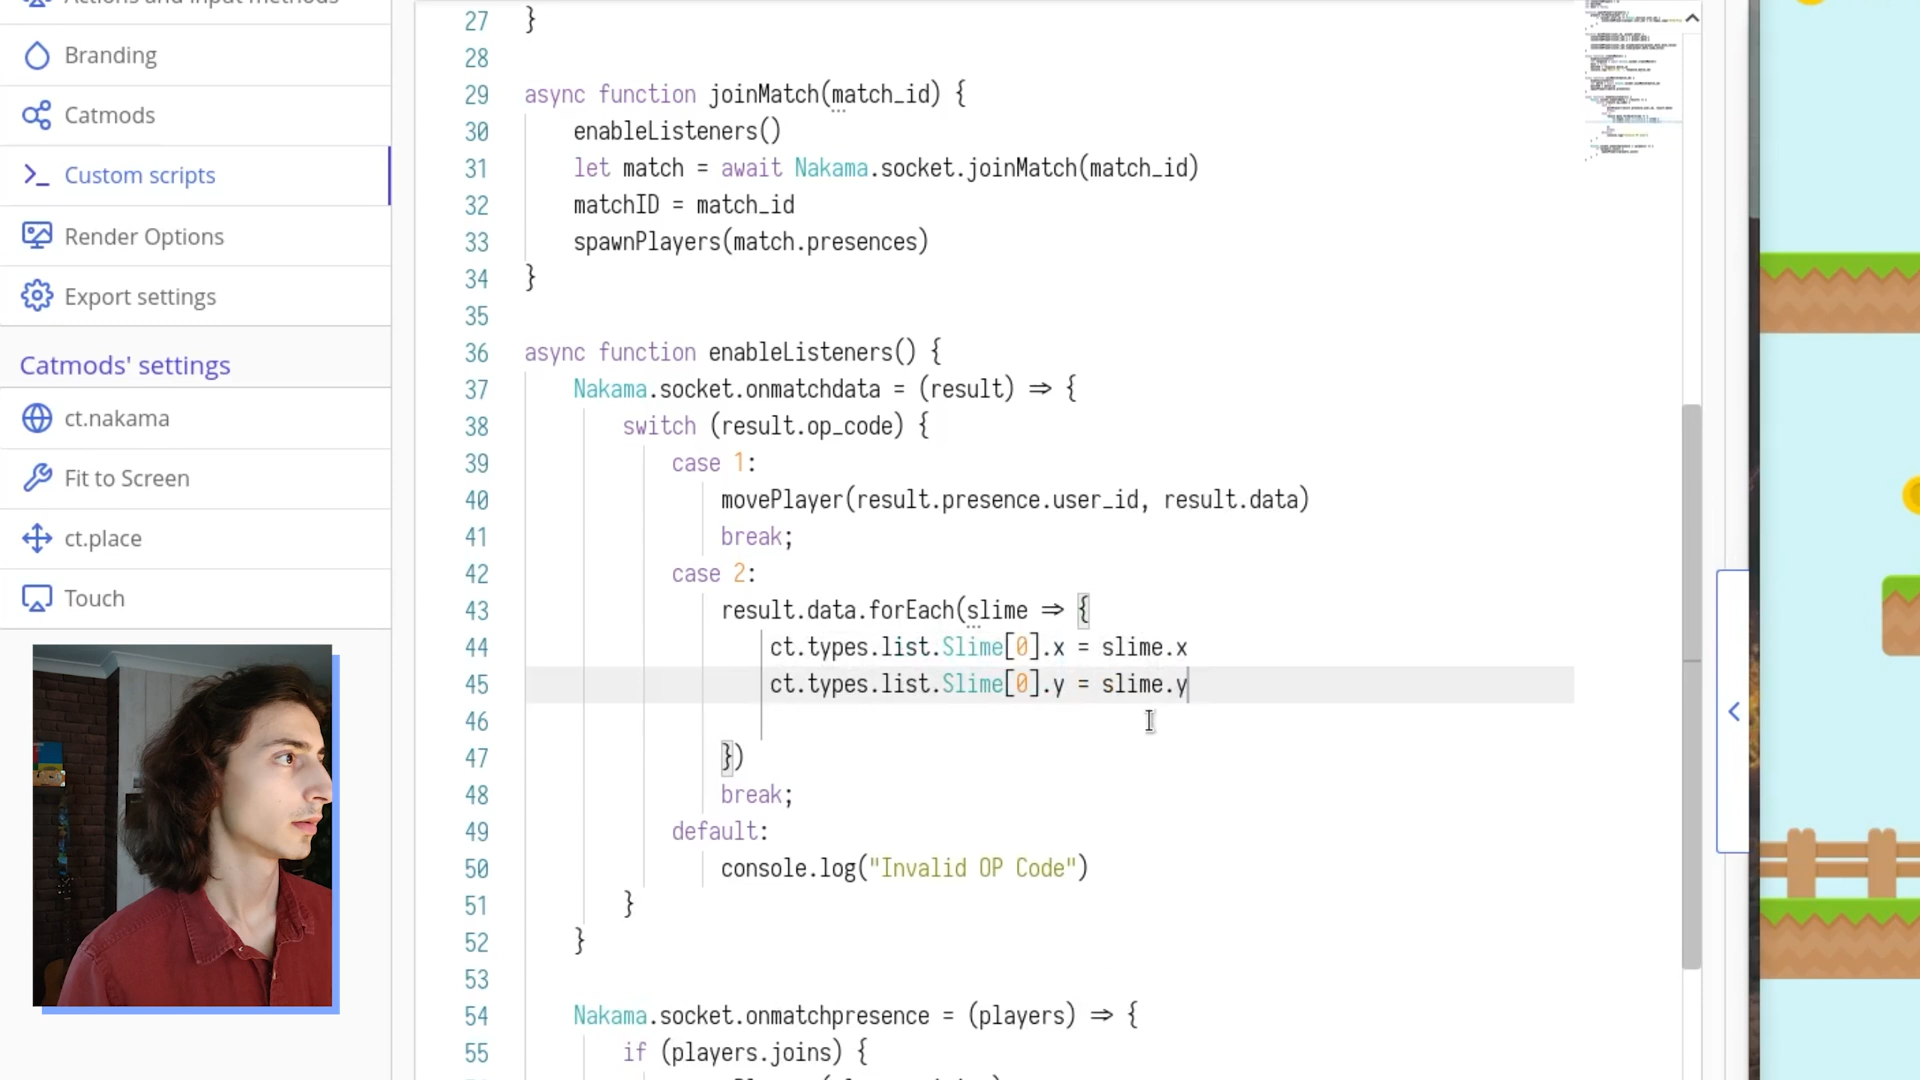 Actions and input methods
Branding
Catmods
Custom scripts
Render Options
Export settings
Catmods' settings
ct.nakama
Fit to Screen
ct.place
Touch
27 }
28
29 async function joinMatch(match_id) {
30 enableListeners()
31 let match = await Nakama.socket.joinMatch(match_id)
32 matchID = match_id
33 spawnPlayers(match.presences)
34 }
35
36 async function enableListeners() {
37 Nakama.socket.onmatchdata = (result) => {
38 switch (result.op_code) {
39 case 1:
40 movePlayer(result.presence.user_id, result.data)
41 break;
42 case 2:
43 result.data.forEach(slime => {
44 ct.types.list.Slime[0].x = slime.x
45 ct.types.list.Slime[0].y = slime.y
46
47 })
48 break;
49 default:
50 console.log("Invalid OP Code")
51 }
52 }
53
54 Nakama.socket.onmatchpresence = (players) => {
55 if (players.joins) {